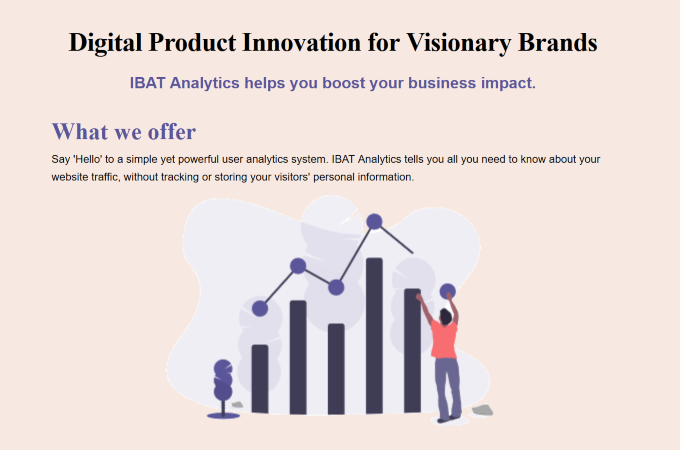 Digital Product Innovation for Visionary Brands
IBAT Analytics helps you boost your business impact.
What we offer
Say 'Hello' to a simple yet powerful user analytics system. IBAT Analytics tells you all you need to know about your
website traffic, without tracking or storing your visitors' personal information.